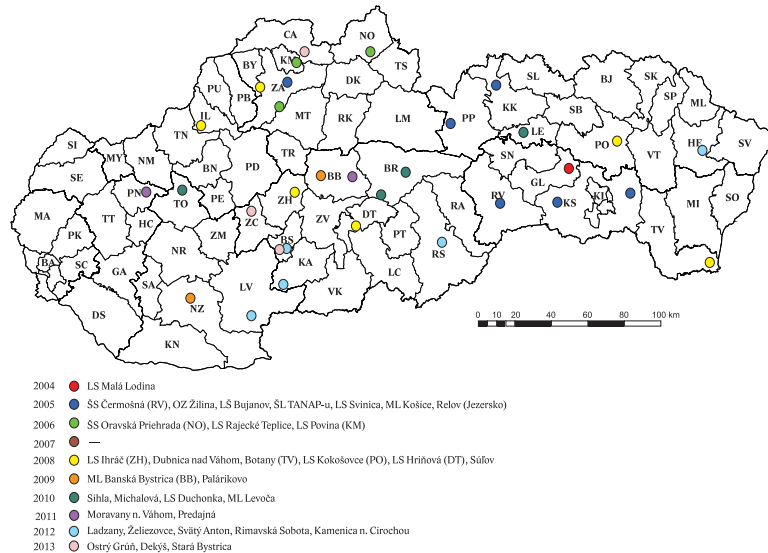 CA
NO
BY
KM
TS
PU
PB
ZA
DK
SL
BJ
SK
SP
ML
KK
IL
MT
RK
LM
PP
SB
LE
TN
PO
VT
HE
SV
SI
MY
NM
TR
SN
SE
BN
PD
BR
GL
PN
TO
PE
BB
RV
KS
KE
MI
SO
MA
TT
HC
ZC
ZH
ZV
DT
RA
PK
ZM
PT
TV
BA
SC
NR
BS
KA
RS
GA
SA
LV
LC
DS
NZ
VK
KN
0 10 20 40 60 80 100 km
2004 LS Malá Lodina
2005 ŠS Čermošná (RV), OZ Žilina, LŠ Bujanov, ŠL TANAP-u, LS Svinica, ML Košice, Relov (Jezersko)
2006 ŠS Oravská Priehrada (NO), LS Rajecké Teplice, LS Povina (KM)
2007 —
2008 LS Ihráč (ZH), Dubnica nad Váhom, Botany (TV), LS Kokošovce (PO), LS Hriňová (DT), Súľov
2009 ML Banská Bystrica (BB), Palárikovo
2010 Sihla, Michalová, LS Duchonka, ML Levoča
2011 Moravany n. Váhom, Predajná
2012 Ladzany, Želiezovce, Svätý Anton, Rimavská Sobota, Kamenica n. Cirochou
2013 Ostrý Grúň, Dekýš, Stará Bystrica